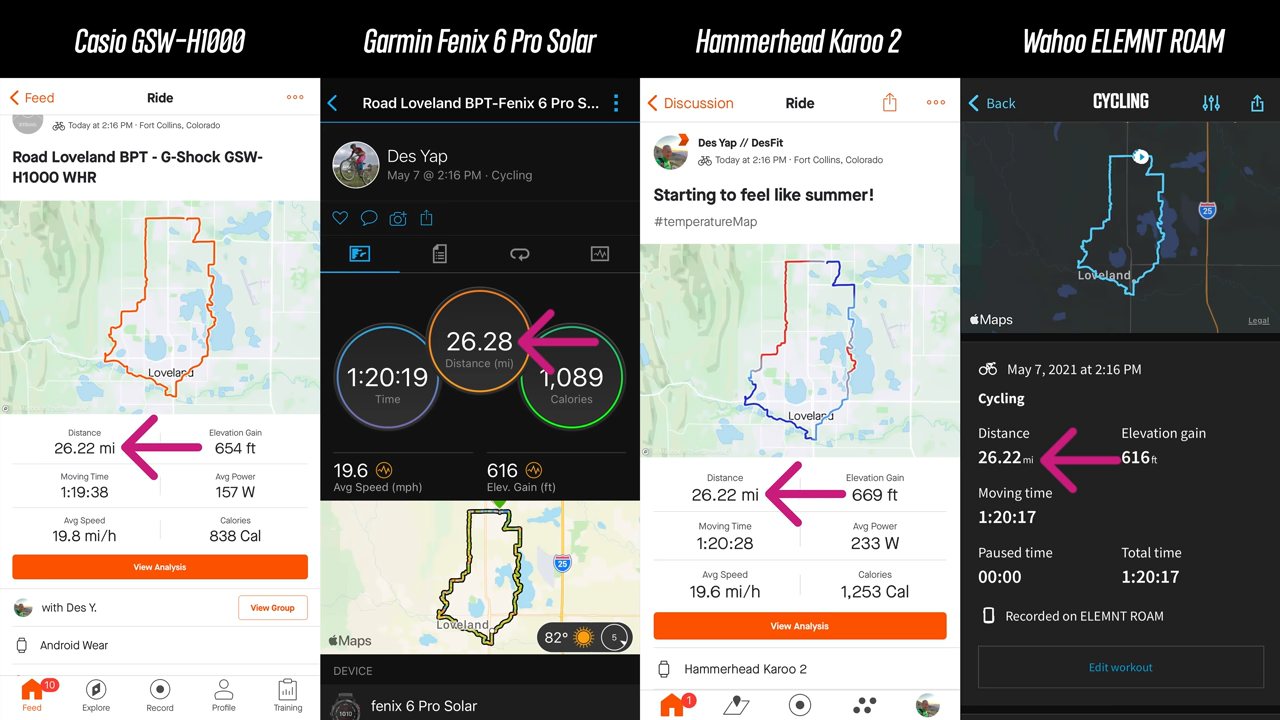 Casio GSW-H1000
Feed
Ride
Today at 2:16 PM · Fort Collins, Colorado
Road Loveland BPT - G-Shock GSW-
H1000 WHR
Loveland
Distance
26.22 mi
Elevation Gain
654 ft
Moving Time
1:19:38
Avg Power
157 W
Avg Speed
19.8 mi/h
Calories
838 Cal
View Analysis
with Des Y.
View Group
Android Wear
10
Feed
Explore
Record
Profile
Training
Garmin Fenix 6 Pro Solar
Road Loveland BPT-Fenix 6 Pro S...
Des Yap
May 7 @ 2:16 PM · Cycling
26.28
Distance (mi)
1:20:19
Time
1,089
Calories
19.6
Avg Speed (mph)
616
Elev. Gain (ft)
25
Loveland
Maps
82°
5
DEVICE
1010
fenix 6 Pro Solar
Hammerhead Karoo 2
Discussion
Ride
Des Yap // DesFit
Today at 2:16 PM · Fort Collins, Colorado
Starting to feel like summer!
#temperatureMap
Loveland
Distance
26.22 mi
Elevation Gain
669 ft
Moving Time
1:20:28
Avg Power
233 W
Avg Speed
19.6 mi/h
Calories
1,253 Cal
View Analysis
Hammerhead Karoo 2
1
Wahoo ELEMNT ROAM
Back
CYCLING
25
Loveland
Maps
Legal
May 7, 2021 at 2:16 PM
Cycling
Distance
26.22 mi
Elevation gain
616 ft
Moving time
1:20:17
Paused time
00:00
Total time
1:20:17
Recorded on ELEMNT ROAM
Edit workout